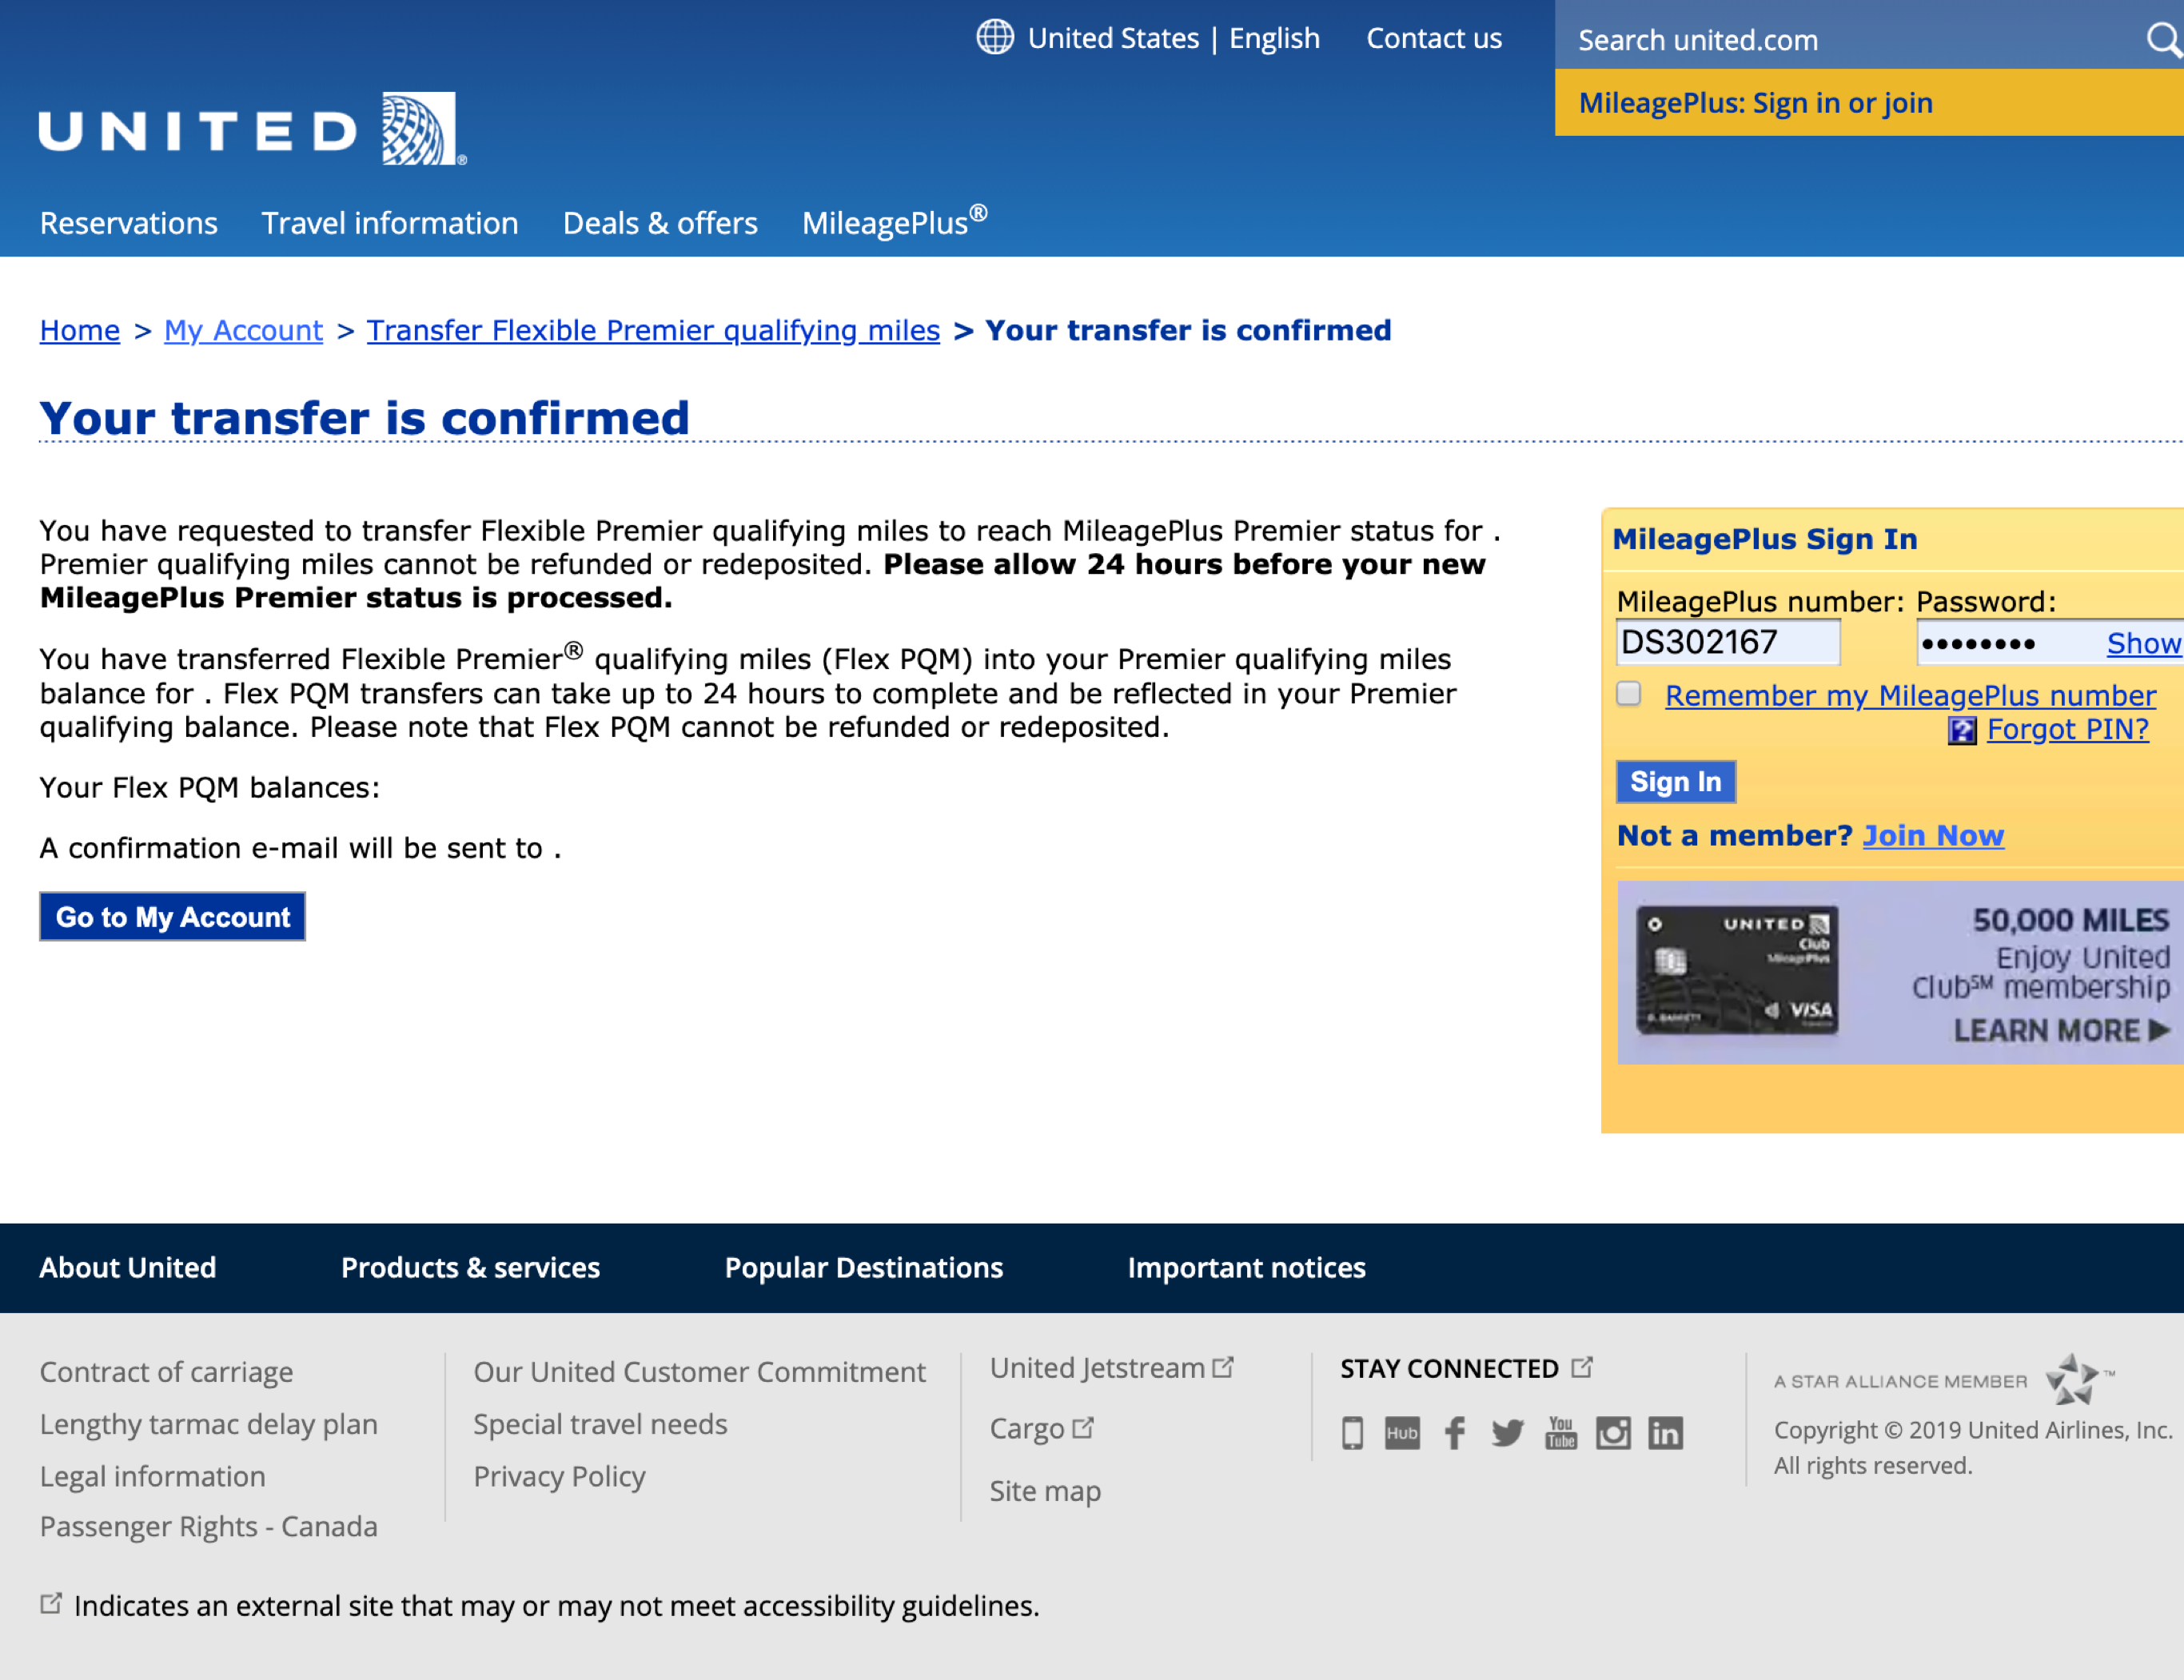 United States | English
Contact us
Search united.com
MileagePlus: Sign in or join
UNITED ®
Reservations
Travel information
Deals & offers
MileagePlus®
Home > My Account > Transfer Flexible Premier qualifying miles > Your transfer is confirmed
Your transfer is confirmed
You have requested to transfer Flexible Premier qualifying miles to reach MileagePlus Premier status for .
Premier qualifying miles cannot be refunded or redeposited. Please allow 24 hours before your new
MileagePlus Premier status is processed.
You have transferred Flexible Premier® qualifying miles (Flex PQM) into your Premier qualifying miles
balance for . Flex PQM transfers can take up to 24 hours to complete and be reflected in your Premier
qualifying balance. Please note that Flex PQM cannot be refunded or redeposited.
Your Flex PQM balances:
A confirmation e-mail will be sent to .
Go to My Account
MileagePlus Sign In
MileagePlus number: Password:
DS302167 •••••••• Show
Remember my MileagePlus number
Forgot PIN?
Sign In
Not a member? Join Now
UNITED
Club
MileagePlus
VISA
50,000 MILES
Enjoy United
Club℠ membership
LEARN MORE ▶
About United
Products & services
Popular Destinations
Important notices
Contract of carriage
Lengthy tarmac delay plan
Legal information
Passenger Rights - Canada
Our United Customer Commitment
Special travel needs
Privacy Policy
United Jetstream
Cargo
Site map
STAY CONNECTED
Hub
You
Tube
in
A STAR ALLIANCE MEMBER ™
Copyright © 2019 United Airlines, Inc.
All rights reserved.
Indicates an external site that may or may not meet accessibility guidelines.